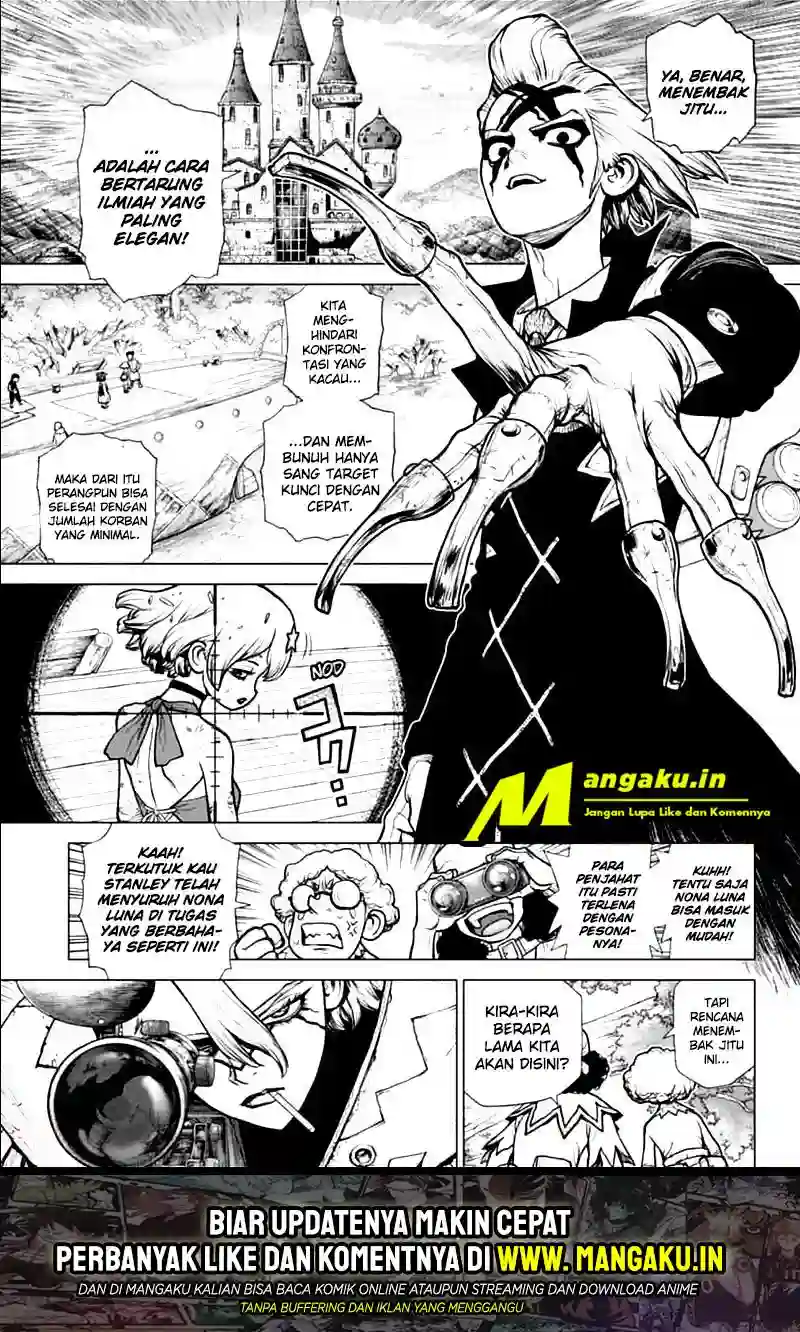 YA, BENAR,
MENEMBAK
JITU...
...
ADALAH CARA
BERTARUNG
ILMIAH YANG
PALING
ELEGAN!
KITA
MENG-
HINDARI
KONFRON-
TASI YANG
KACAU...
...DAN MEM-
BUNUH HANYA
SANG TARGET
KUNCI DENGAN
CEPAT.
MAKA DARI ITU
PERANGPUN BISA
SELESAI DENGAN
JUMLAH KORBAN
YANG MINIMAL.
NOD
コク...
Mangaku.in
Jangan Lupa Like dan Komennya
KUHH!
TENTU SAJA
NONA LUNA
BISA MASUK
DENGAN
MUDAH!
PARA
PENJAHAT
ITU PASTI
TERLENA
DENGAN
PESONA-
NYA!
KAAH!
TERKUTUK KAU
STANLEY TELAH
MENYURUH NONA
LUNA DI TUGAS
YANG BERBAHA-
YA SEPERTI INI!
TAPI
RENCANA
MENEM-
BAK JITU
INI...
KIRA-KIRA
BERAPA
LAMA KITA
AKAN DISINI?
BIAR UPDATENYA MAKIN CEPAT
PERBANYAK LIKE DAN KOMENTNYA DI WWW. MANGAKU.IN
DAN DI MANGAKU KALIAN BISA BACA KOMIK ONLINE ATAUPUN STREAMING DAN DOWNLOAD ANIME
TANPA BUFFERING DAN IKLAN YANG MENGGANGU